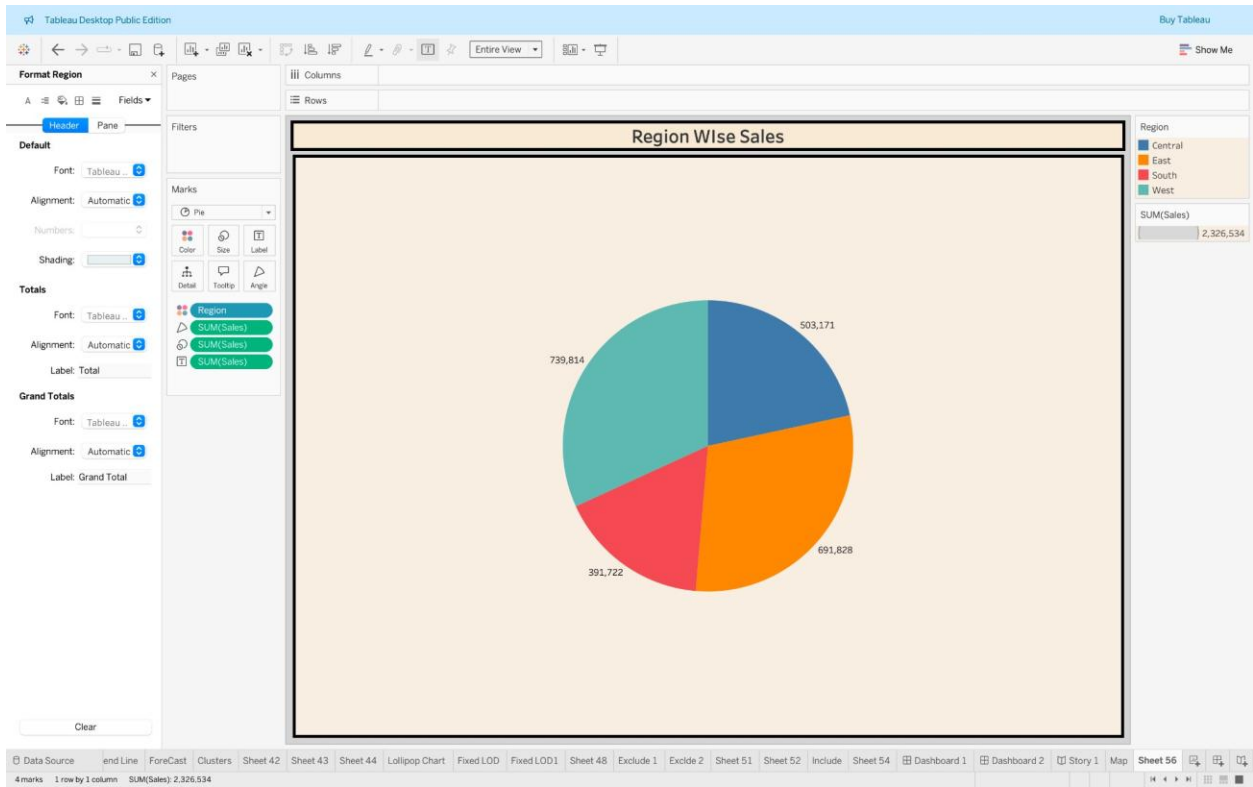 Tableau Desktop Public Edition
Buy Tableau
Entire View
Show Me
Format Region
Fields
Header Pane
Default
Font: Tableau ..
Alignment: Automatic
Numbers:
Shading:
Totals
Font: Tableau ..
Alignment: Automatic
Label: Total
Grand Totals
Font: Tableau ..
Alignment: Automatic
Label: Grand Total
Clear
Pages
Filters
Marks
Pie
Color Size Label
Detail Tooltip Angle
Region
SUM(Sales)
SUM(Sales)
SUM(Sales)
iii Columns
Rows
Region WIse Sales
503,171
739,814
691,828
391,722
Region
Central
East
South
West
SUM(Sales)
2,326,534
Data Source end Line ForeCast Clusters Sheet 42 Sheet 43 Sheet 44 Lollipop Chart Fixed LOD Fixed LOD1 Sheet 48 Exclude 1 Exclde 2 Sheet 51 Sheet 52 Include Sheet 54 Dashboard 1 Dashboard 2 Story 1 Map Sheet 56
4 marks 1 row by 1 column SUM(Sales): 2,326,534